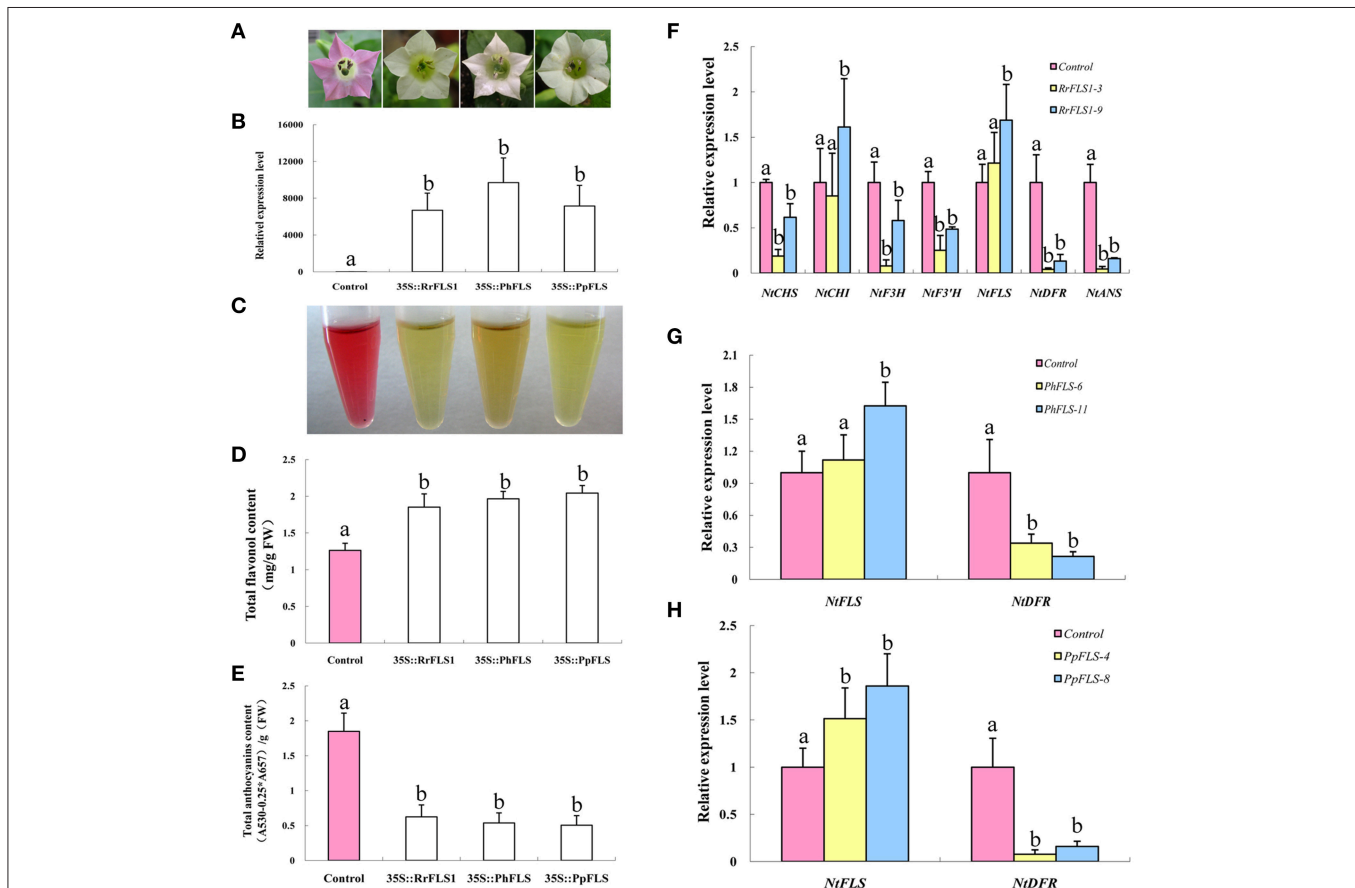 A
B
Relativel expression level
16000
12000
8000
4000
0
a
b
b
b
Control
35S::RrFLS1
35S::PhFLS
35S::PpFLS
C
D
Total flavonol content
(mg/g FW)
2.5
2
1.5
1
0.5
0
a
b
b
b
Control
35S::RrFLS1
35S::PhFLS
35S::PpFLS
E
Total anthocyanins content
(A530-0.25*A657) /g (FW)
2.5
2
1.5
1
0.5
0
a
b
b
b
Control
35S::RrFLS1
35S::PhFLS
35S::PpFLS
F
Relative expression level
2.5
2
1.5
1
0.5
0
Control
RrFLS1-3
RrFLS1-9
a
b
b
a
a
b
a
b
b
a
b
b
a
a
b
a
b
b
a
b
b
NtCHS
NtCHI
NtF3H
NtF3'H
NtFLS
NtDFR
NtANS
G
Relative expression level
2.1
1.8
1.5
1.2
0.9
0.6
0.3
0
Control
PhFLS-6
PhFLS-11
a
a
b
a
b
b
NtFLS
NtDFR
H
Relative expression level
2.5
2
1.5
1
0.5
0
Control
PpFLS-4
PpFLS-8
a
b
b
a
b
b
NtFLS
NtDFR